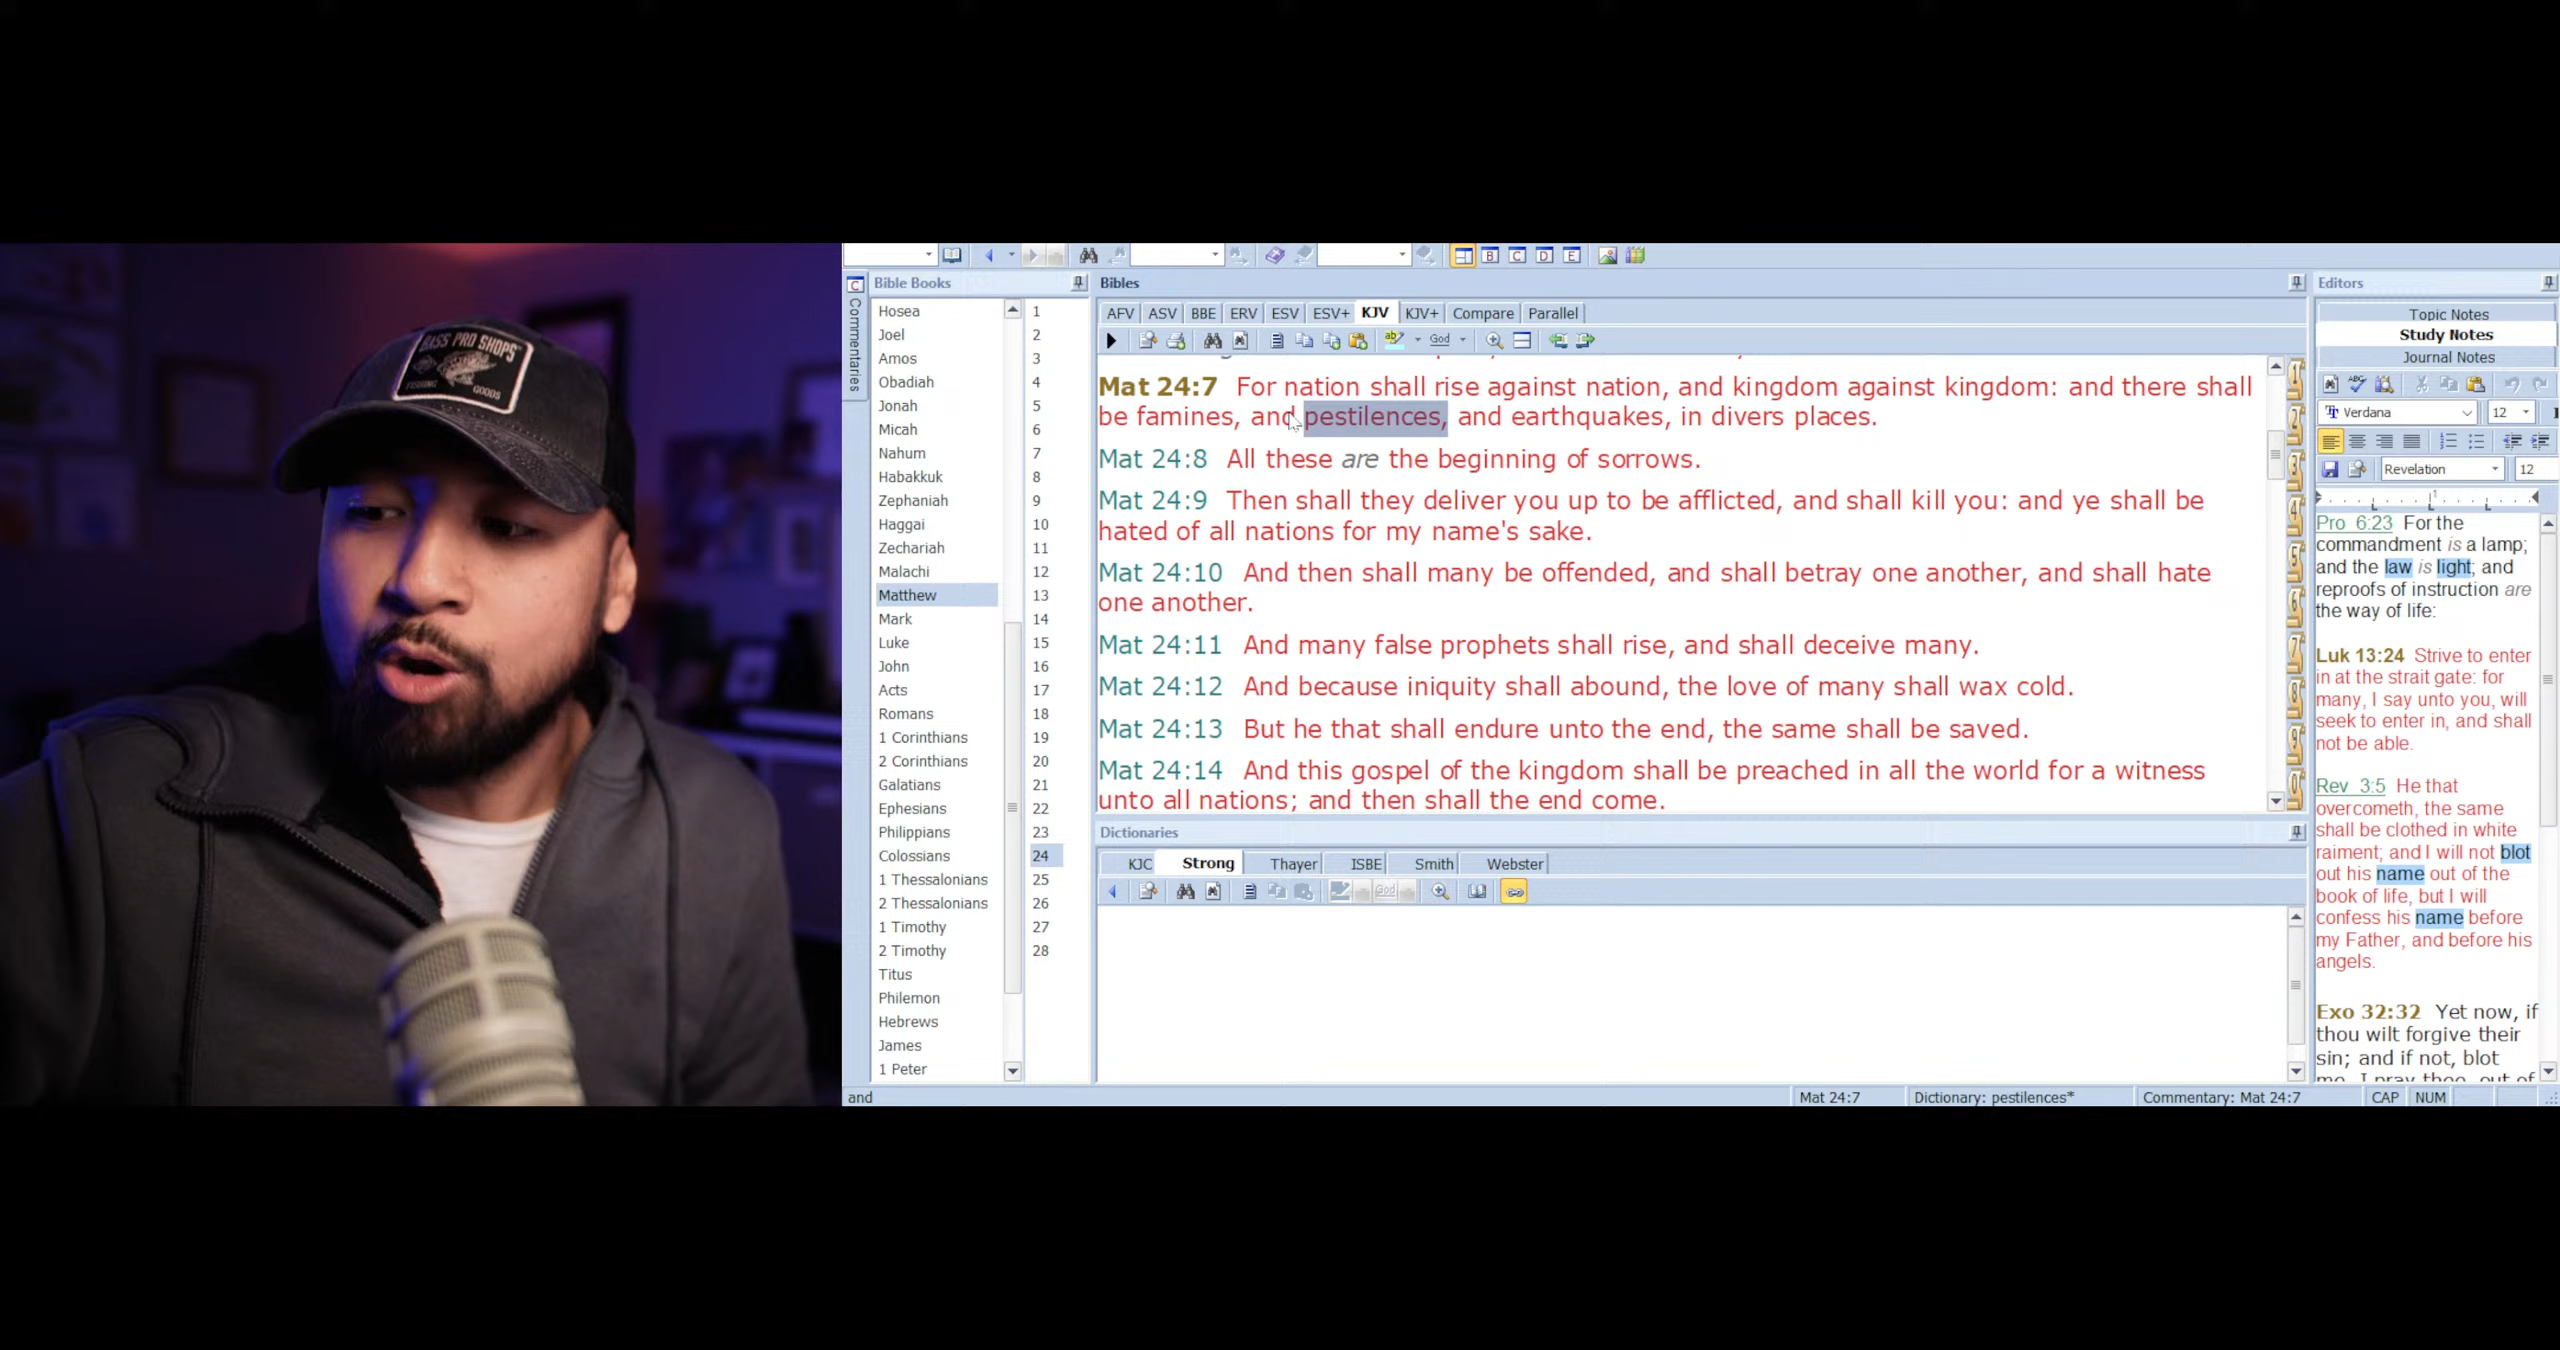 BASS PRO SHOPS
FISHING GOODS
Commentaries
Bible Books
Hosea
Joel
Amos
Obadiah
Jonah
Micah
Nahum
Habakkuk
Zephaniah
Haggai
Zechariah
Malachi
Matthew
Mark
Luke
John
Acts
Romans
1 Corinthians
2 Corinthians
Galatians
Ephesians
Philippians
Colossians
1 Thessalonians
2 Thessalonians
1 Timothy
2 Timothy
Titus
Philemon
Hebrews
James
1 Peter
1
2
3
4
5
6
7
8
9
10
11
12
13
14
15
16
17
18
19
20
21
22
23
24
25
26
27
28
B C D E
Bibles
AFV ASV BBE ERV ESV ESV+ KJV KJV+ Compare Parallel
God
Mat 24:7 For nation shall rise against nation, and kingdom against kingdom: and there shall
be famines, and pestilences, and earthquakes, in divers places.
Mat 24:8 All these are the beginning of sorrows.
Mat 24:9 Then shall they deliver you up to be afflicted, and shall kill you: and ye shall be
hated of all nations for my name's sake.
Mat 24:10 And then shall many be offended, and shall betray one another, and shall hate
one another.
Mat 24:11 And many false prophets shall rise, and shall deceive many.
Mat 24:12 And because iniquity shall abound, the love of many shall wax cold.
Mat 24:13 But he that shall endure unto the end, the same shall be saved.
Mat 24:14 And this gospel of the kingdom shall be preached in all the world for a witness
unto all nations; and then shall the end come.
1
2
3
4
5
6
7
8
9
0
Dictionaries
KJC Strong Thayer ISBE Smith Webster
God
Editors
Topic Notes
Study Notes
Journal Notes
Verdana 12
Revelation 12
Pro 6:23 For the
commandment is a lamp;
and the law is light; and
reproofs of instruction are
the way of life:
Luk 13:24 Strive to enter
in at the strait gate: for
many, I say unto you, will
seek to enter in, and shall
not be able.
Rev 3:5 He that
overcometh, the same
shall be clothed in white
raiment; and I will not blot
out his name out of the
book of life, but I will
confess his name before
my Father, and before his
angels.
Exo 32:32 Yet now, if
thou wilt forgive their
sin; and if not, blot
me, I pray thee, out of
and
Mat 24:7 Dictionary: pestilences* Commentary: Mat 24:7 CAP NUM